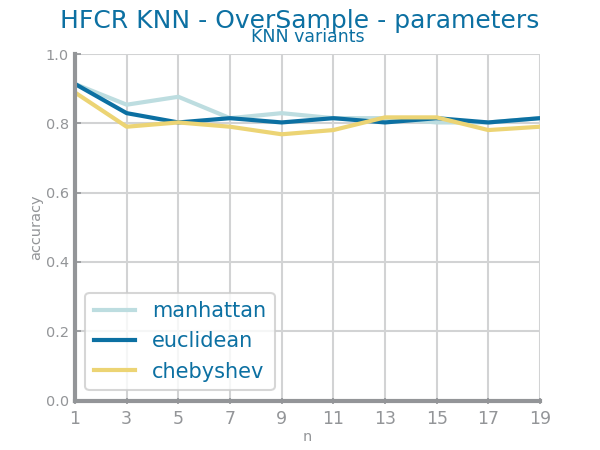 HFCR KNN - OverSample - parameters
KNN variants
1.0
0.8
0.6
0.4
0.2
0.0
accuracy
manhattan
euclidean
chebyshev
1 3 5 7 9 11 13 15 17 19
n